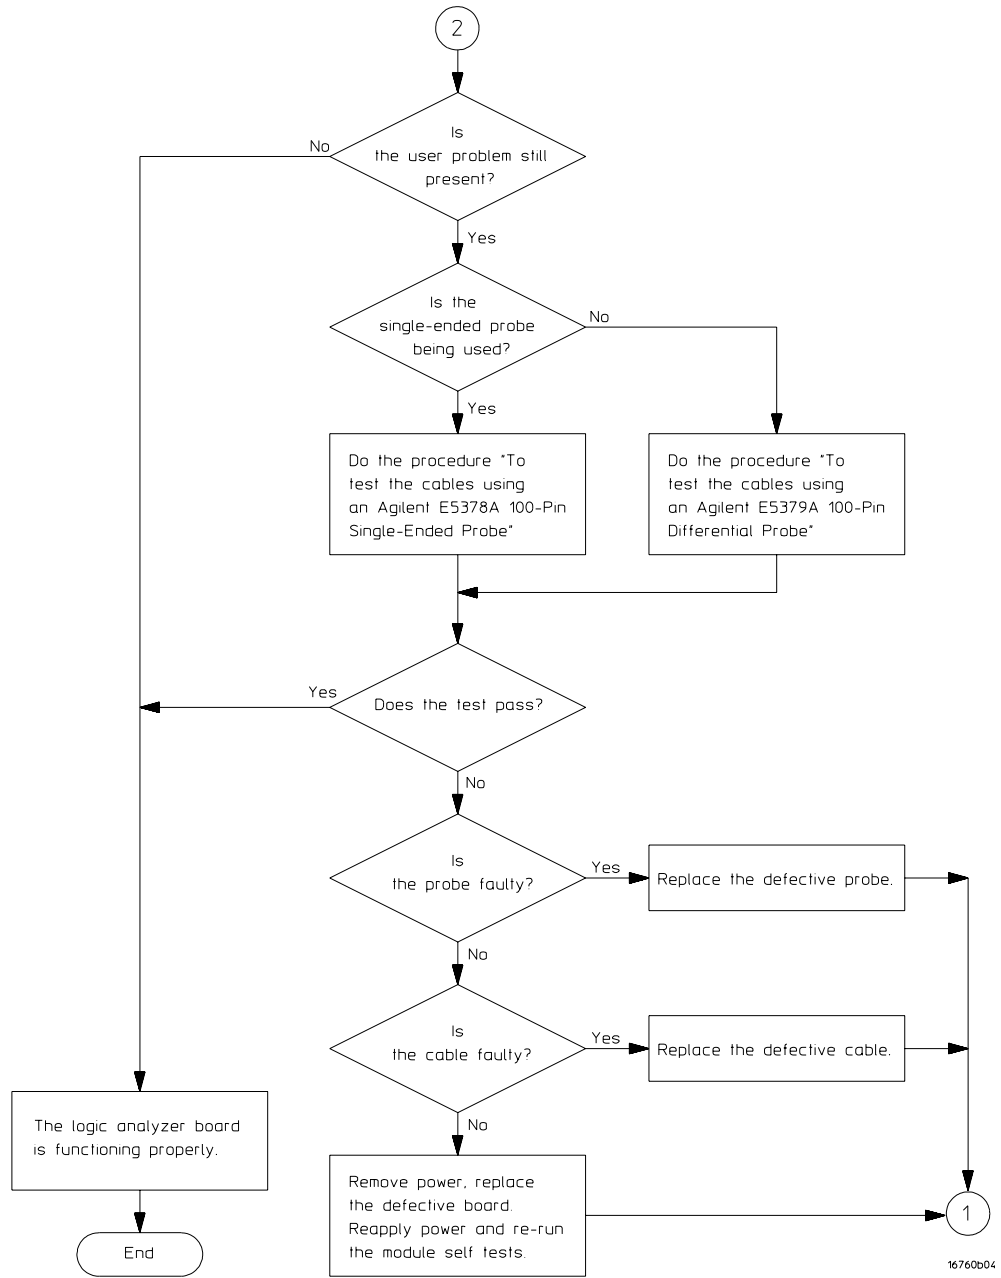 2
Is
the user problem still
present?
No
Yes
Is the
single-ended probe
being used?
No
Yes
Do the procedure "To
test the cables using
an Agilent E5378A 100-Pin
Single-Ended Probe"
Do the procedure "To
test the cables using
an Agilent E5379A 100-Pin
Differential Probe"
Does the test pass?
Yes
No
Is
the probe faulty?
Yes
Replace the defective probe.
No
Is
the cable faulty?
Yes
Replace the defective cable.
No
The logic analyzer board
is functioning properly.
End
Remove power, replace
the defective board.
Reapply power and re-run
the module self tests.
1
16760b04